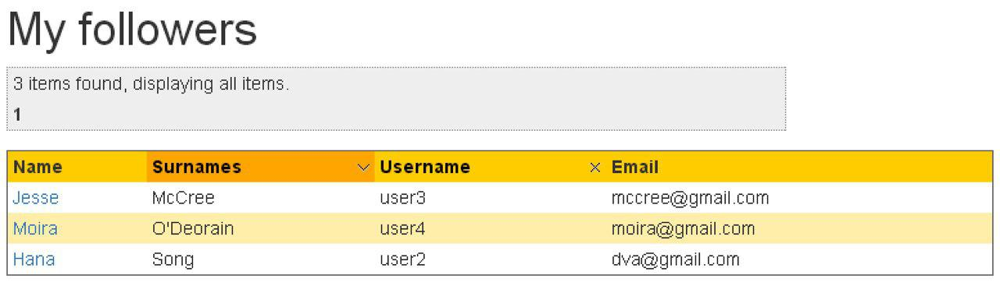 My followers
3 items found, displaying all items.
1
Name Surnames Username Email
Jesse McCree user3 mccree@gmail.com
Moira O'Deorain user4 moira@gmail.com
Hana Song user2 dva@gmail.com